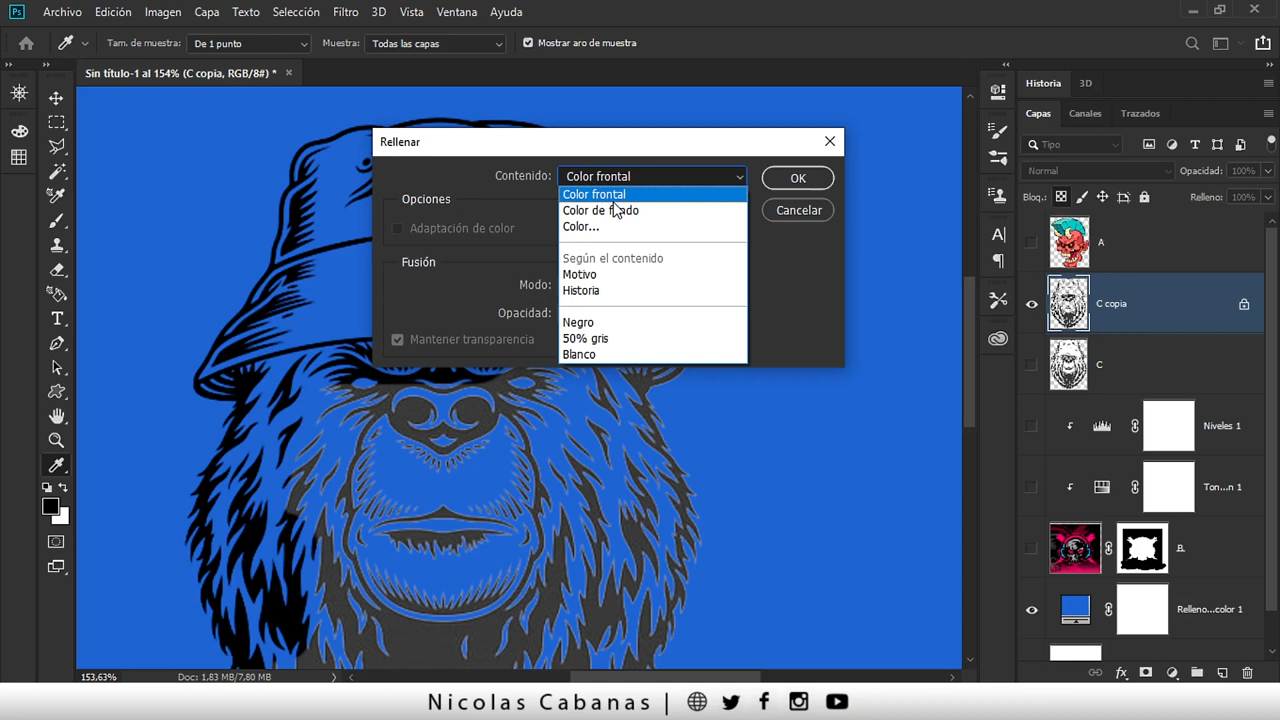 Ps Archivo Edición Imagen Capa Texto Selección Filtro 3D Vista Ventana Ayuda
Tam. de muestra: De 1 punto Muestra: Todas las capas Mostrar aro de muestra
Sin título-1 al 154% (C copia, RGB/8#) *
Historia 3D
Capas Canales Trazados
Tipo
Normal Opacidad: 100%
Bloq.: Relleno: 100%
A
C copia
C
Niveles 1
Ton...n 1
Relleno...color 1
Rellenar
Contenido: Color frontal
OK
Cancelar
Opciones
Adaptación de color
Fusión
Modo:
Opacidad:
Mantener transparencia
Color frontal
Color de fondo
Color...
Según el contenido
Motivo
Historia
Negro
50% gris
Blanco
153,63% Doc: 1,83 MB/7,80 MB
Nicolas Cabanas |